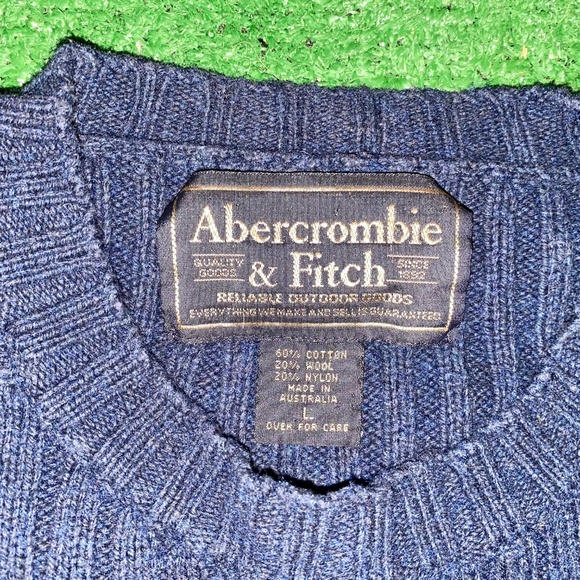 Abercrombie
QUALITY GOODS & Fitch SINCE 1892
RELIABLE OUTDOOR GOODS
EVERYTHING WE MAKE AND SELL IS GUARANTEED
60% COTTON
20% WOOL
20% NYLON
MADE IN
AUSTRALIA
L
OVER FOR CARE